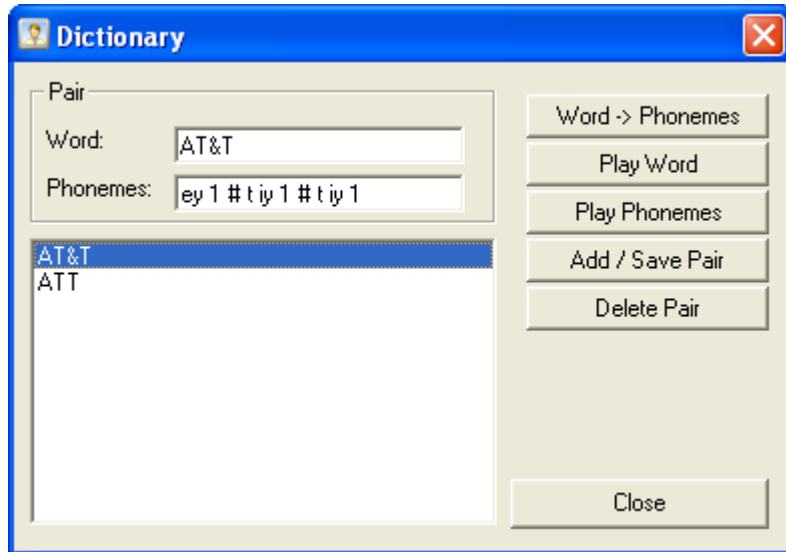 Dictionary
Pair
Word: AT&T
Phonemes: ey 1 # t iy 1 # t iy 1
AT&T
ATT
Word -> Phonemes
Play Word
Play Phonemes
Add / Save Pair
Delete Pair
Close